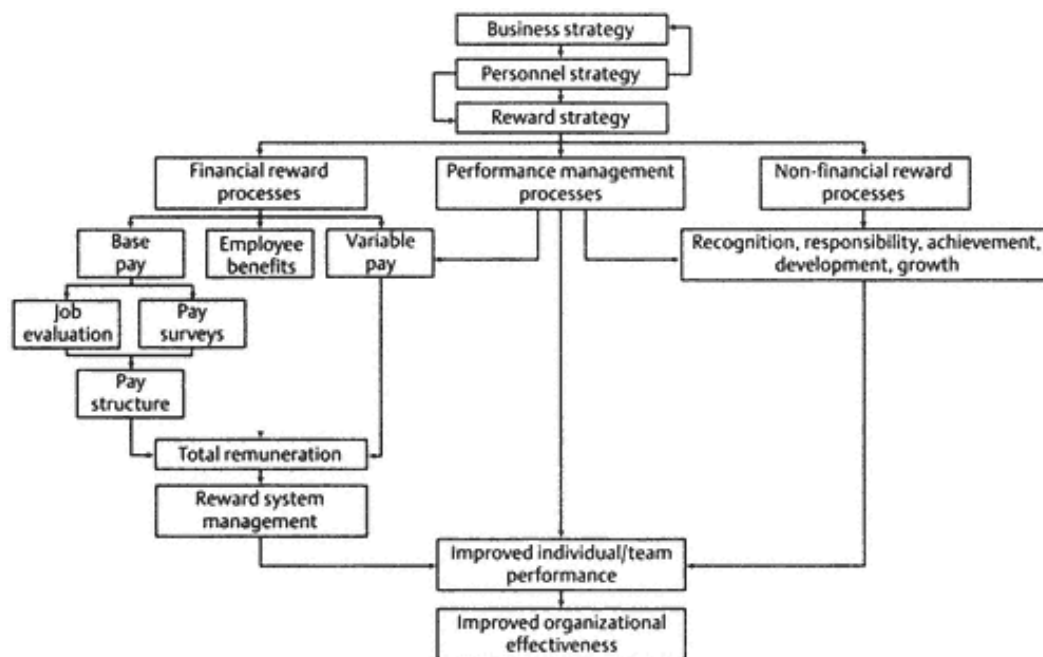 Business strategy
Personnel strategy
Reward strategy
Financial reward
processes
Performance management
processes
Non-financial reward
processes
Base
pay
Employee
benefits
Variable
pay
Recognition, responsibility, achievement,
development, growth
Job
evaluation
Pay
surveys
Pay
structure
Total remuneration
Reward system
management
Improved individual/team
performance
Improved organizational
effectiveness